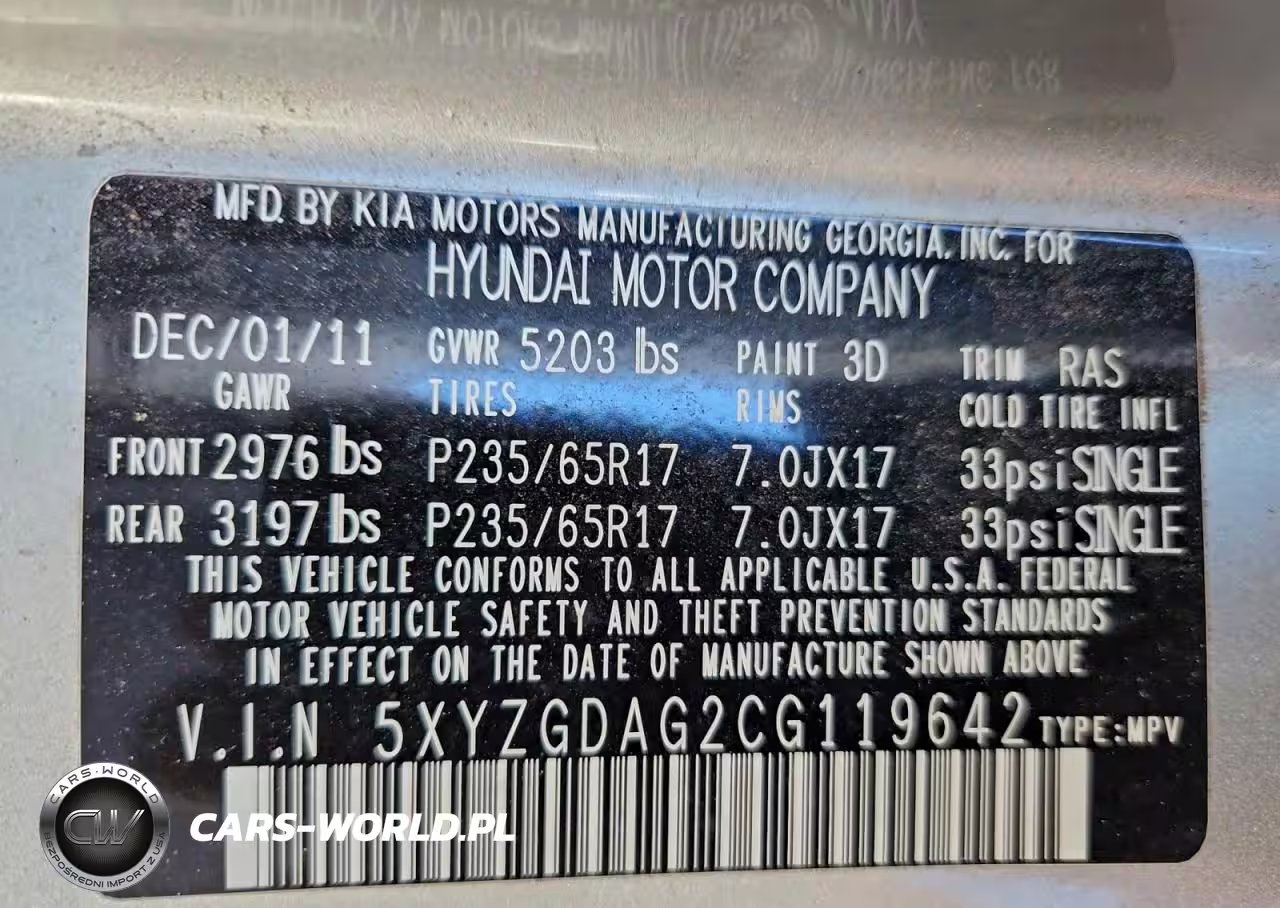 MFD. BY KIA MOTORS MANUFACTURING GEORGIA, INC. FOR
HYUNDAI MOTOR COMPANY
DEC/01/11 GVWR 5203 lbs PAINT 3D TRIM RAS
GAWR TIRES RIMS COLD TIRE INFL
FRONT 2976 lbs P235/65R17 7.0JX17 33psi SINGLE
REAR 3197 lbs P235/65R17 7.0JX17 33psi SINGLE
THIS VEHICLE CONFORMS TO ALL APPLICABLE U.S.A. FEDERAL
MOTOR VEHICLE SAFETY AND THEFT PREVENTION STANDARDS
IN EFFECT ON THE DATE OF MANUFACTURE SHOWN ABOVE
V.I.N 5XYZGDAG2CG119642 TYPE:MPV
CARS-WORLD
CW
BEZPOŚREDNI IMPORT Z USA
CARS-WORLD.PL